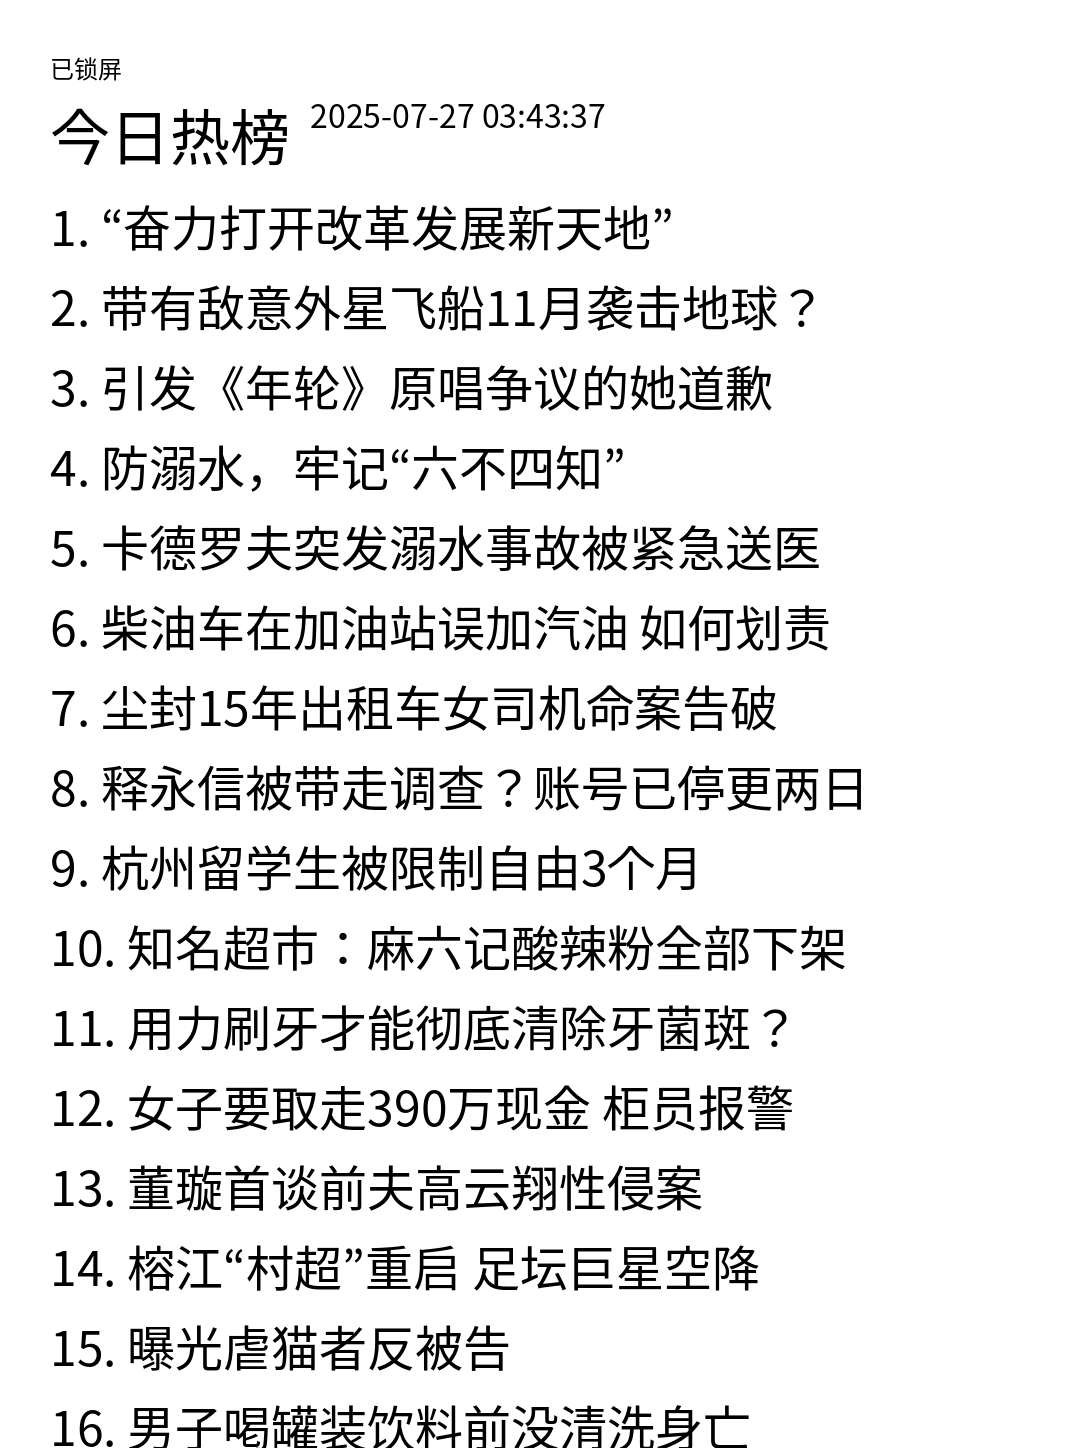 已锁屏
今日热榜 2025-07-27 03:43:37
1. “奋力打开改革发展新天地”
2. 带有敌意外星飞船11月袭击地球？
3. 引发《年轮》原唱争议的她道歉
4. 防溺水，牢记“六不四知”
5. 卡德罗夫突发溺水事故被紧急送医
6. 柴油车在加油站误加汽油 如何划责
7. 尘封15年出租车女司机命案告破
8. 释永信被带走调查？账号已停更两日
9. 杭州留学生被限制自由3个月
10. 知名超市：麻六记酸辣粉全部下架
11. 用力刷牙才能彻底清除牙菌斑？
12. 女子要取走390万现金 柜员报警
13. 董璇首谈前夫高云翔性侵案
14. 榕江“村超”重启 足坛巨星空降
15. 曝光虐猫者反被告
16. 男子喝罐装饮料前没清洗身亡